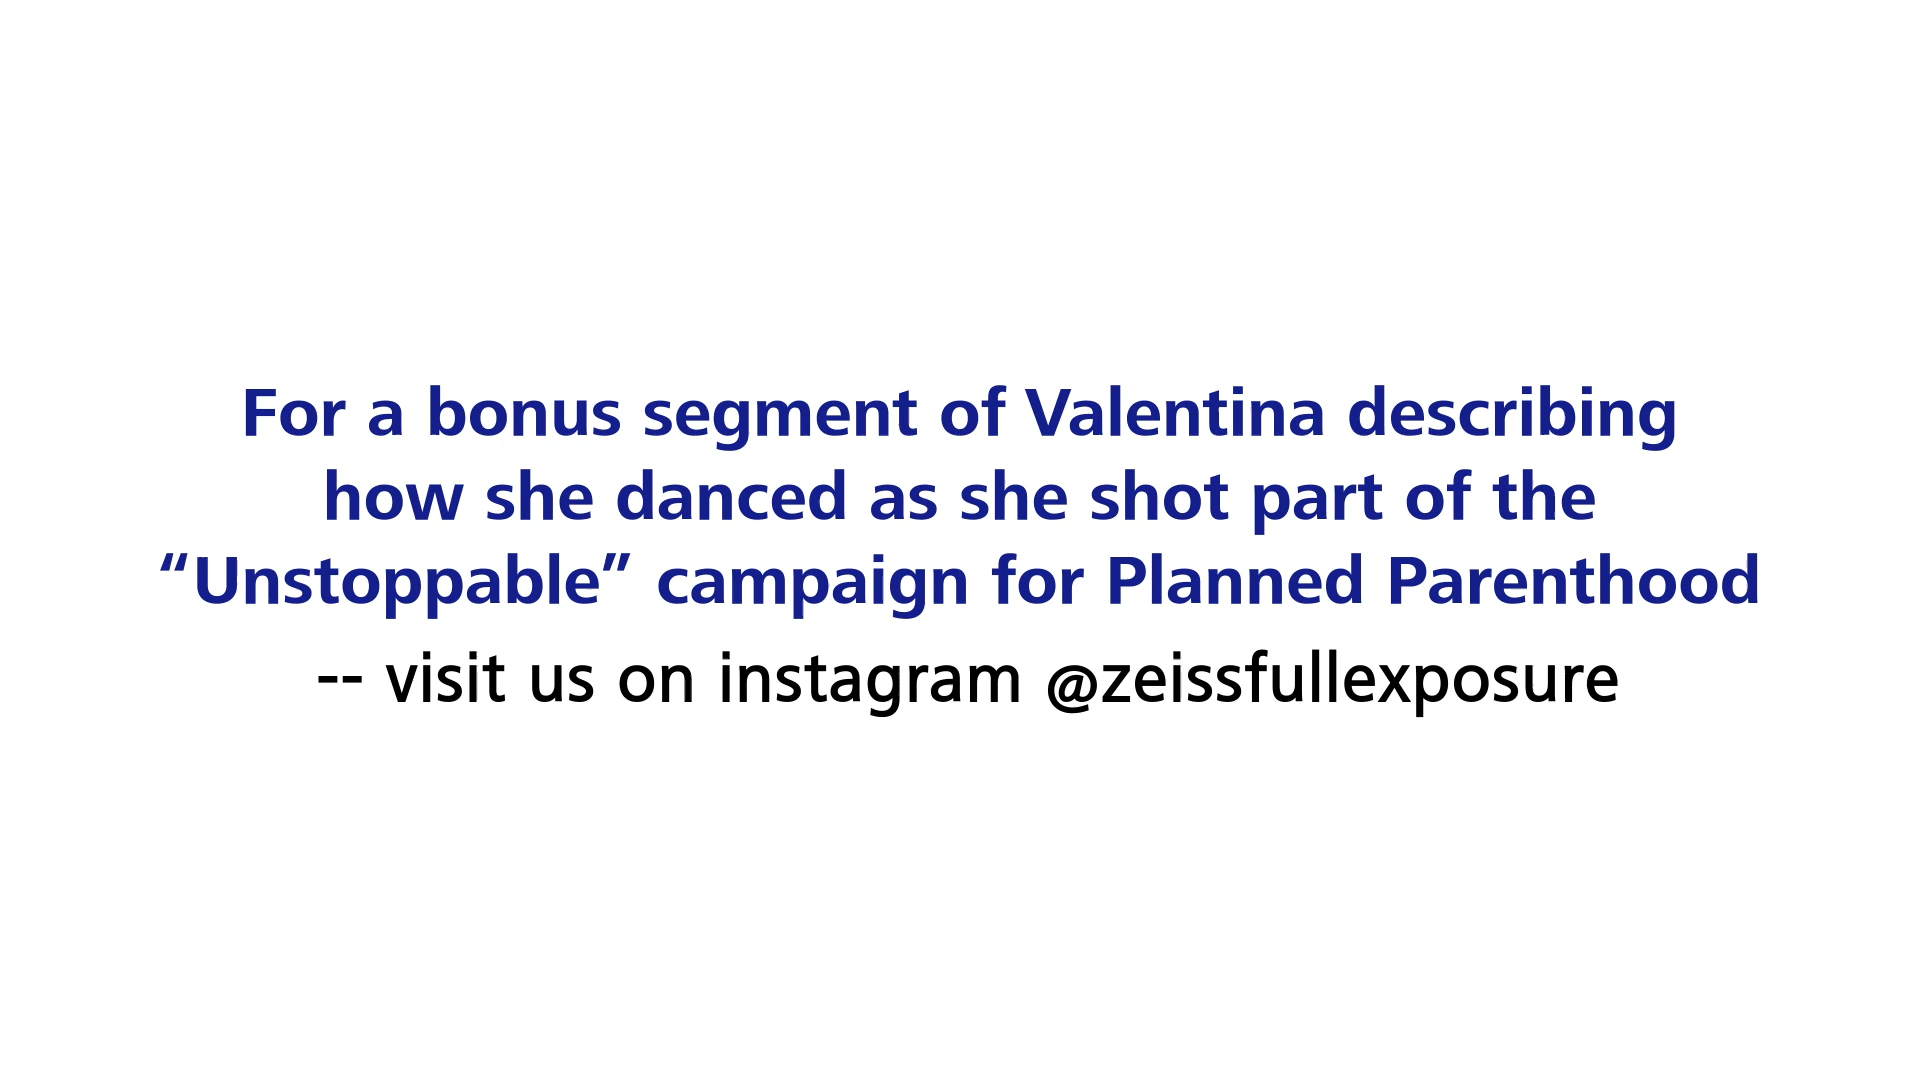 For a bonus segment of Valentina describing
how she danced as she shot part of the
“Unstoppable” campaign for Planned Parenthood
-- visit us on instagram @zeissfullexposure